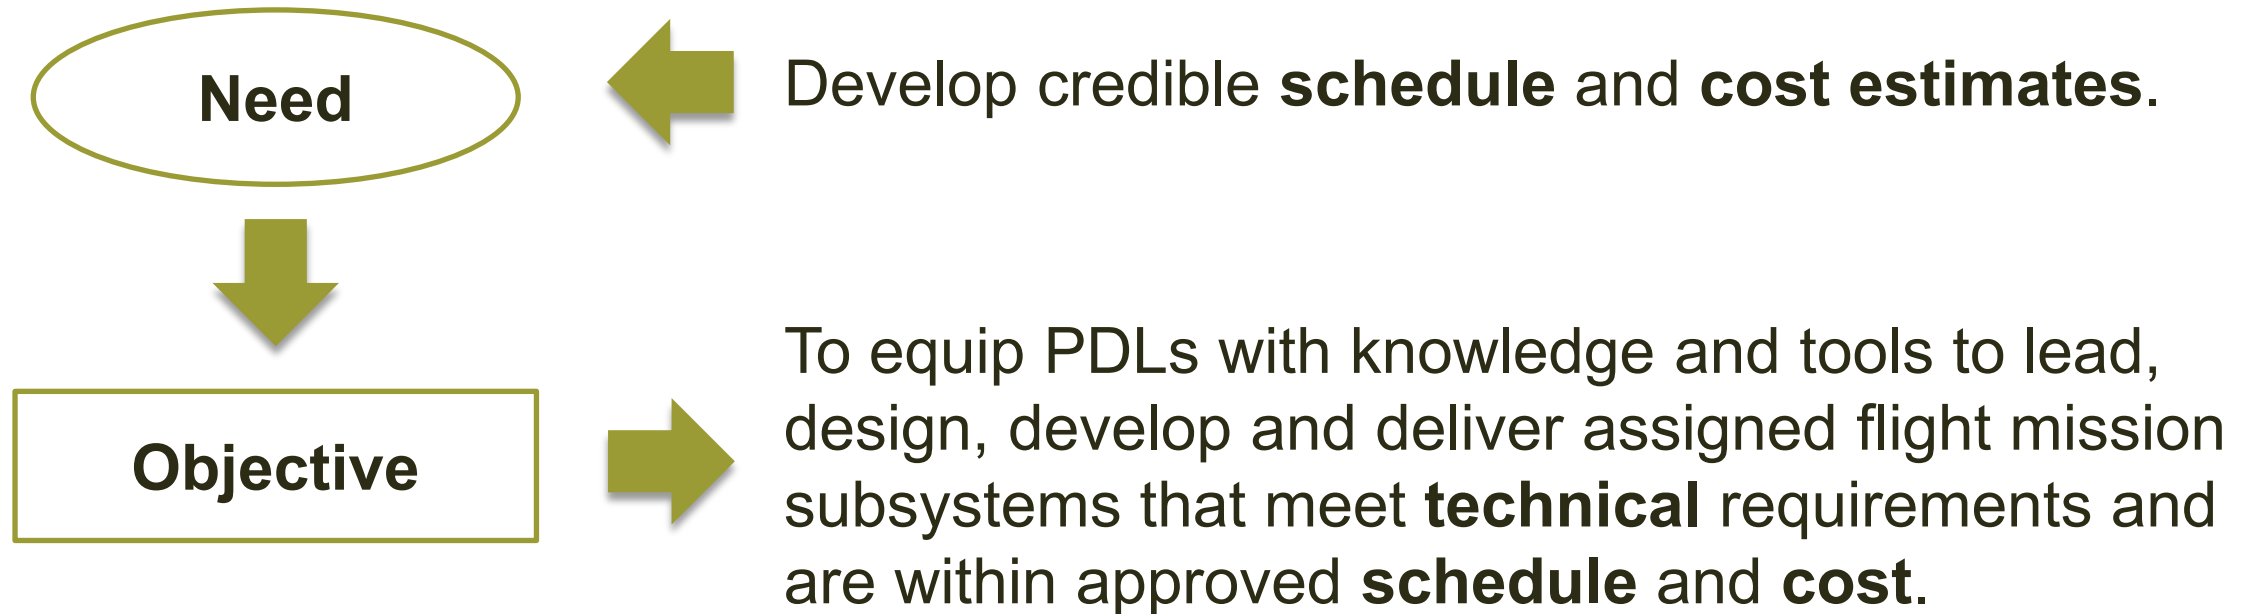 Need
Develop credible schedule and cost estimates.
Objective
To equip PDLs with knowledge and tools to lead,
design, develop and deliver assigned flight mission
subsystems that meet technical requirements and
are within approved schedule and cost.